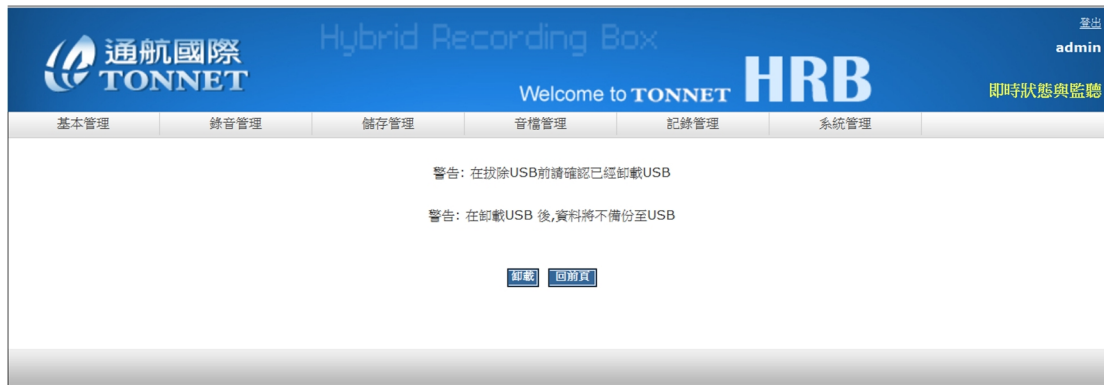 Hybrid Recording Box
登出
通航國際
TONNET
admin
Welcome to TONNET HRB
即時狀態與監聽
基本管理 錄音管理 儲存管理 音檔管理 記錄管理 系統管理
警告: 在拔除USB前請確認已經卸載USB
警告: 在卸載USB 後,資料將不備份至USB
卸載 回前頁